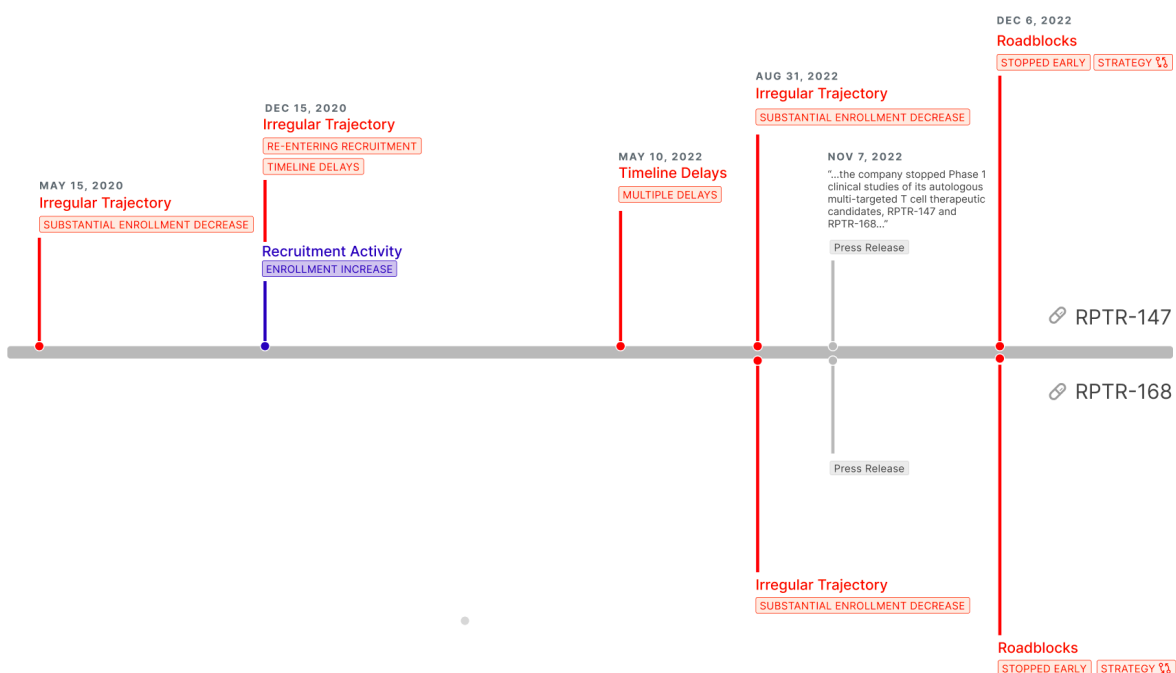 DEC 6, 2022
Roadblocks
STOPPED EARLY STRATEGY
AUG 31, 2022
Irregular Trajectory
SUBSTANTIAL ENROLLMENT DECREASE
DEC 15, 2020
Irregular Trajectory
RE-ENTERING RECRUITMENT
TIMELINE DELAYS
MAY 10, 2022
Timeline Delays
MULTIPLE DELAYS
NOV 7, 2022
“...the company stopped Phase 1
clinical studies of its autologous
multi-targeted T cell therapeutic
candidates, RPTR-147 and
RPTR-168...”
Press Release
MAY 15, 2020
Irregular Trajectory
SUBSTANTIAL ENROLLMENT DECREASE
Recruitment Activity
ENROLLMENT INCREASE
RPTR-147
RPTR-168
Press Release
Irregular Trajectory
SUBSTANTIAL ENROLLMENT DECREASE
Roadblocks
STOPPED EARLY STRATEGY